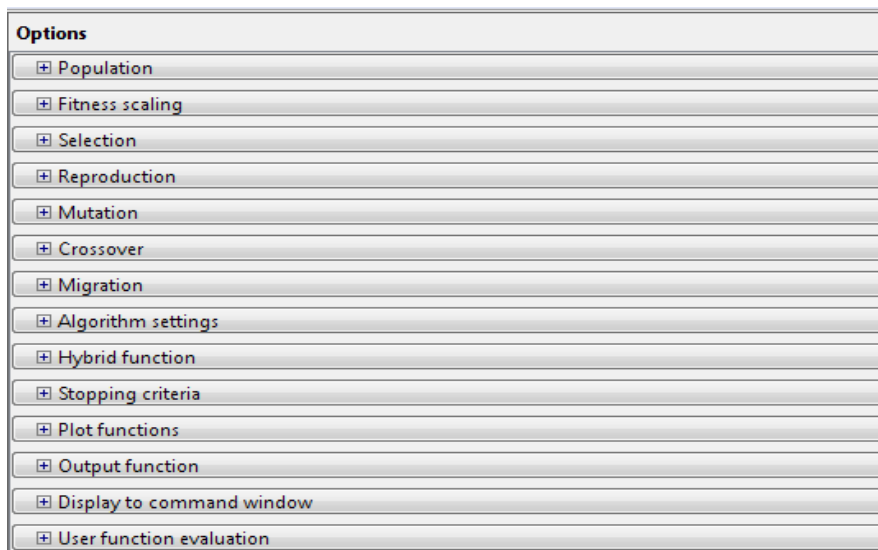 Options
Population
Fitness scaling
Selection
Reproduction
Mutation
Crossover
Migration
Algorithm settings
Hybrid function
Stopping criteria
Plot functions
Output function
Display to command window
User function evaluation